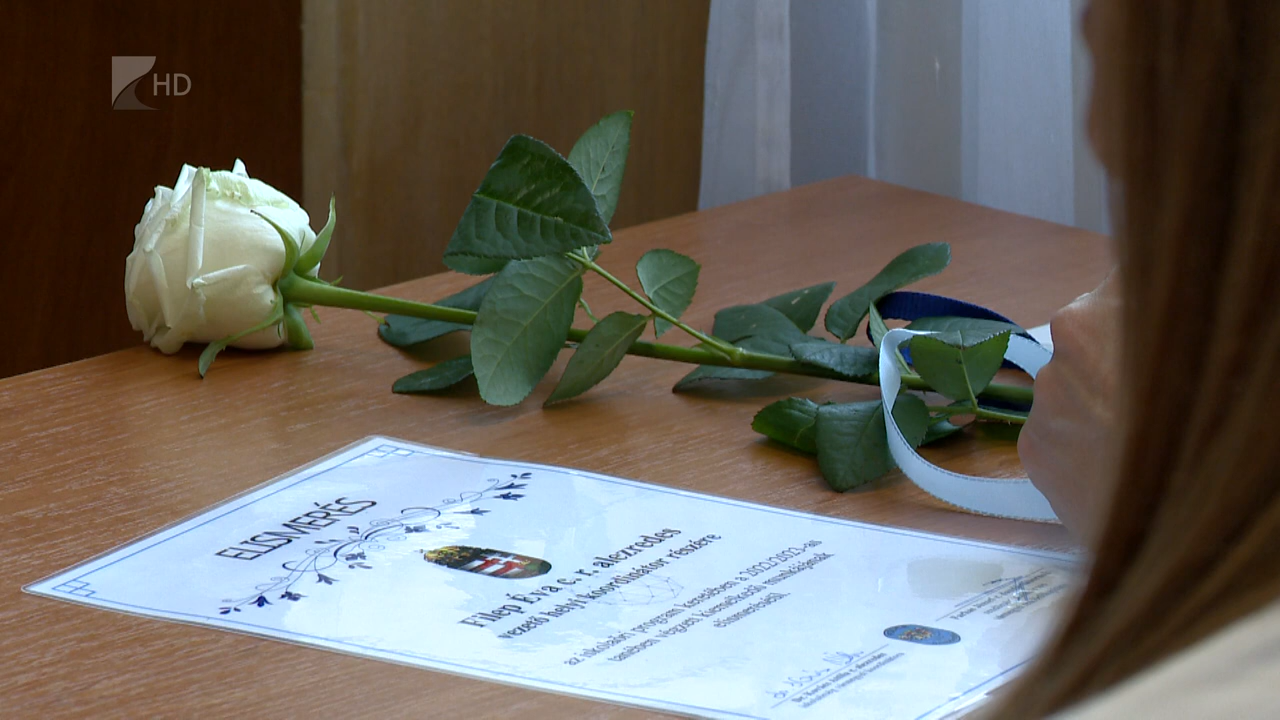 HD
ELISMERÉS
Filep Éva c. r. alezredes
vezető helyi koordinátor részére
az iskolaőri program keretében a 2022/2023-as
tanévben végzett kiemelkedő munkájának
elismeréséül.